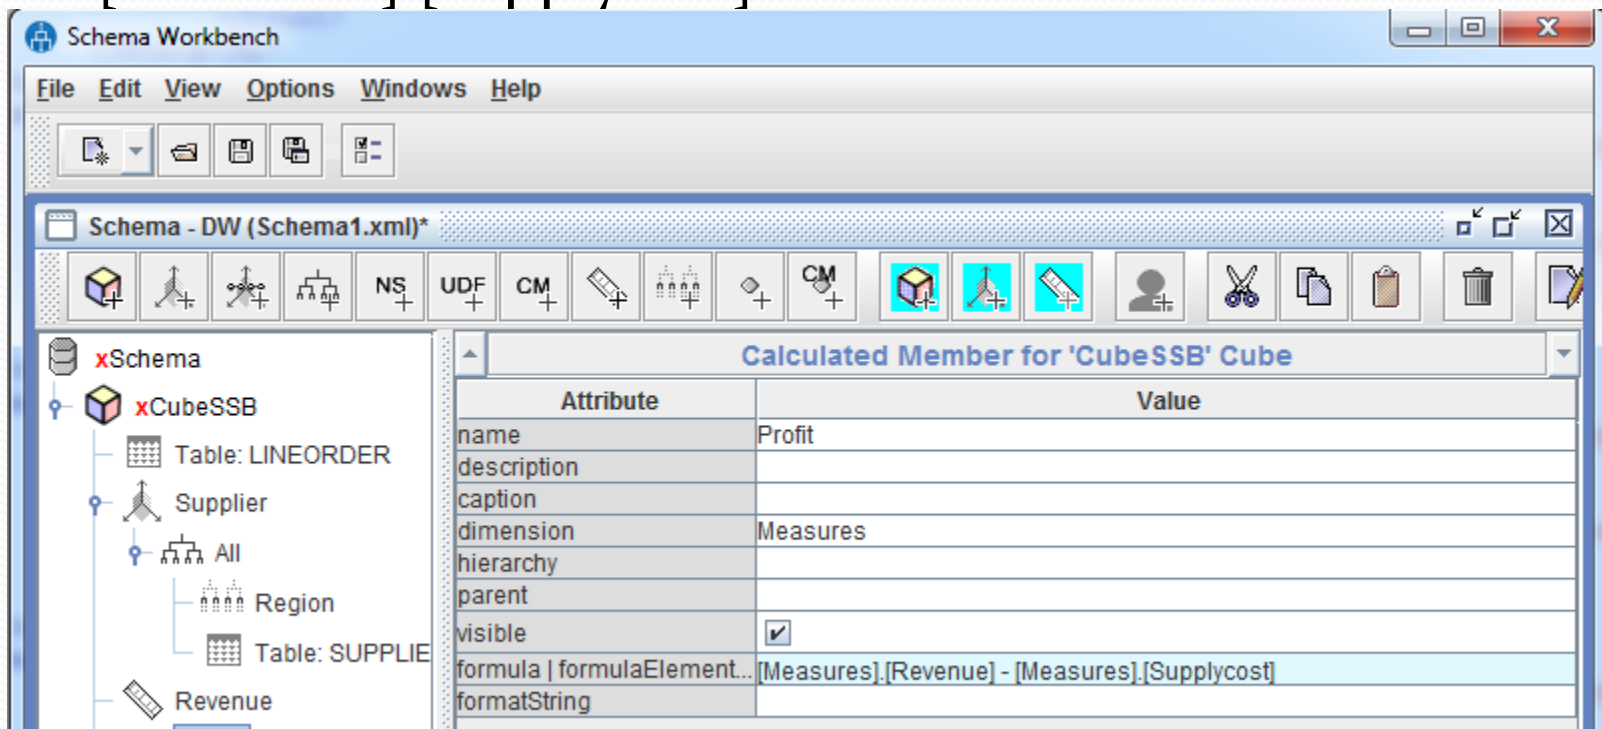 Schema Workbench
File Edit View Options Windows Help
Schema - DW (Schema1.xml)*
NS UDF CM CM
xSchema
xCubeSSB
Table: LINEORDER
Supplier
All
Region
Table: SUPPLIE
Revenue
Calculated Member for 'CubeSSB' Cube
Attribute Value
name Profit
description
caption
dimension Measures
hierarchy
parent
visible
formula | formulaElement... [Measures].[Revenue] - [Measures].[Supplycost]
formatString